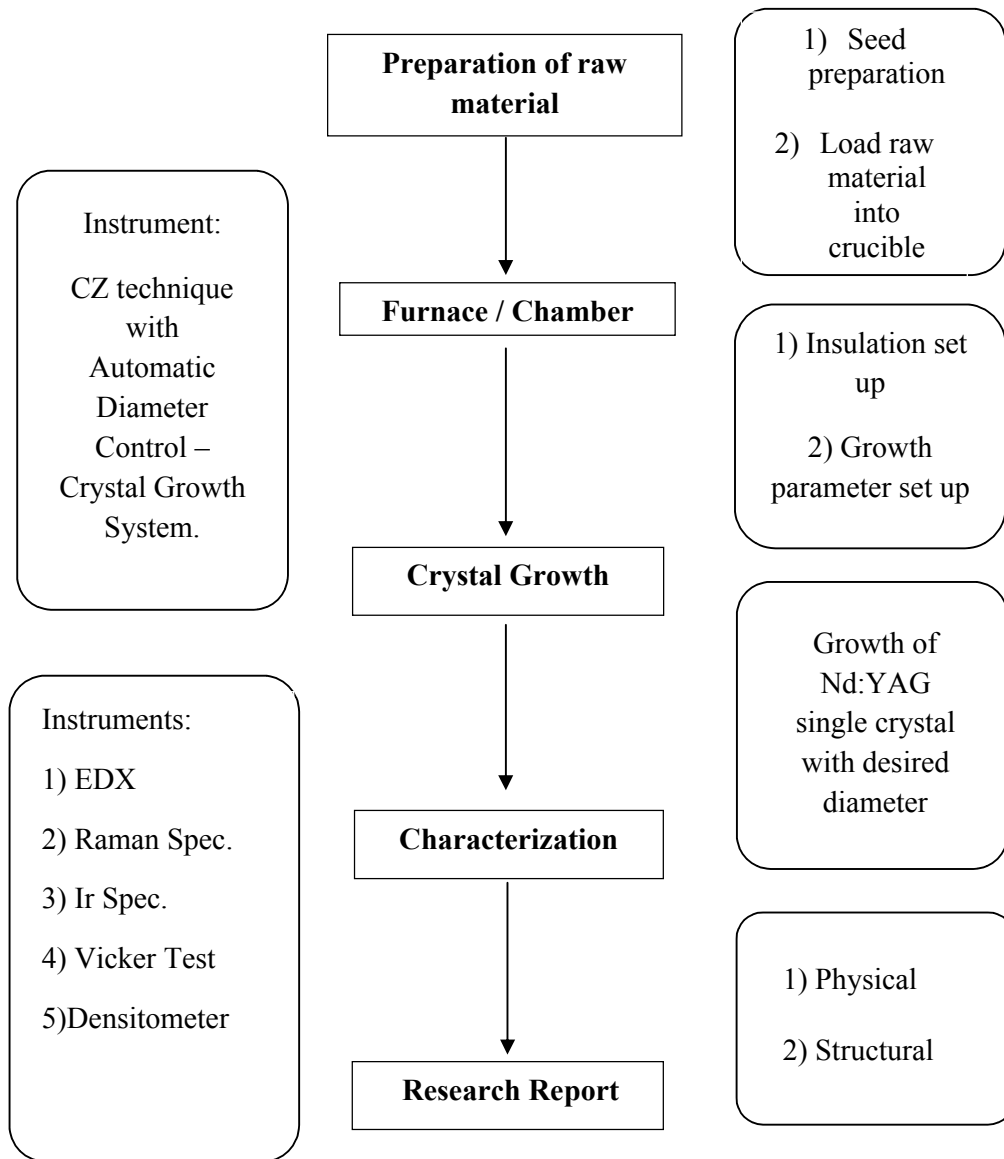 Preparation of raw
material
1) Seed
preparation
2) Load raw
material
into
crucible
Instrument:
CZ technique
with
Automatic
Diameter
Control –
Crystal Growth
System.
Furnace / Chamber
1) Insulation set
up
2) Growth
parameter set up
Crystal Growth
Growth of
Nd:YAG
single crystal
with desired
diameter
Instruments:
1) EDX
2) Raman Spec.
3) Ir Spec.
4) Vicker Test
5)Densitometer
Characterization
1) Physical
2) Structural
Research Report